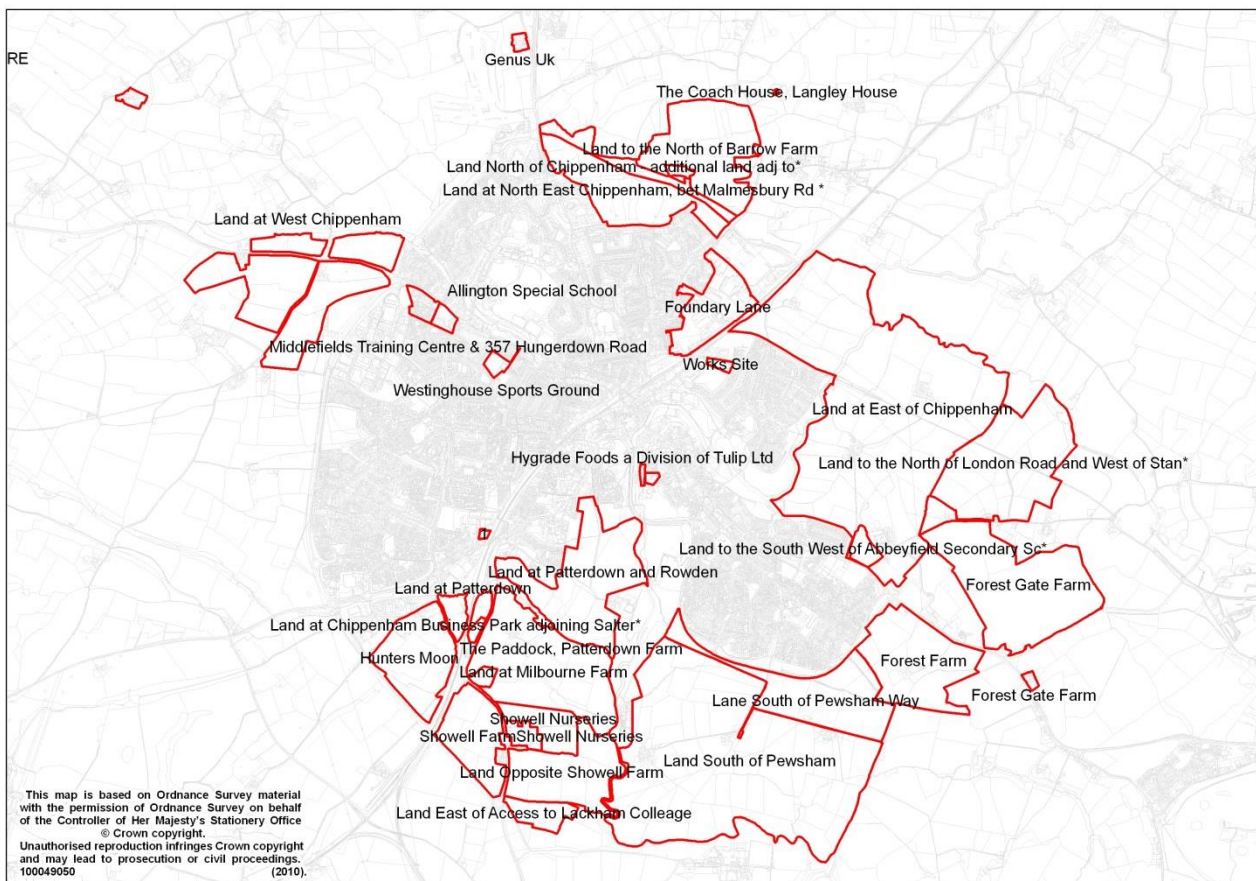 RE
Genus Uk
The Coach House, Langley House
Land to the North of Barrow Farm
Land North of Chippenham - additional land adj to*
Land at North East Chippenham, bet Malmesbury Rd *
Land at West Chippenham
Allington Special School
Foundary Lane
Middlefields Training Centre & 357 Hungerdown Road
Works Site
Westinghouse Sports Ground
Land at East of Chippenham
Hygrade Foods a Division of Tulip Ltd
Land to the North of London Road and West of Stan*
1
Land to the South West of Abbeyfield Secondary Sc*
Land at Patterdown and Rowden
Forest Gate Farm
Land at Patterdown
Land at Chippenham Business Park adjoining Salter*
The Paddock, Patterdown Farm
Hunters Moon
Forest Farm
Land at Milbourne Farm
Forest Gate Farm
Lane South of Pewsham Way
Showell Nurseries
Showell Farm
Showell Nurseries
Land South of Pewsham
Land Opposite Showell Farm
Land East of Access to Lackham Colleage
This map is based on Ordnance Survey material
with the permission of Ordnance Survey on behalf
of the Controller of Her Majesty's Stationery Office
© Crown copyright.
Unauthorised reproduction infringes Crown copyright
and may lead to prosecution or civil proceedings.
100049050 (2010).